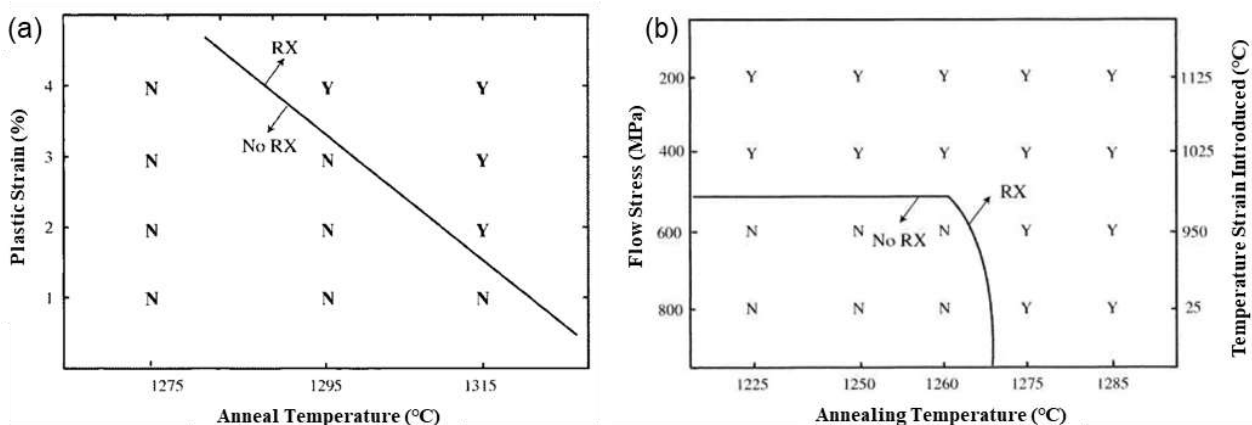 (a)
RX
No RX
Plastic Strain (%)
4 N Y Y
3 N N Y
2 N N Y
1 N N N
1275 1295 1315
Anneal Temperature (°C)
(b)
Flow Stress (MPa)
200 Y Y Y Y Y 1125
400 Y Y Y Y Y 1025
RX
No RX
600 N N N Y Y 950
800 N N N Y Y 25
1225 1250 1260 1275 1285
Annealing Temperature (°C)
Temperature Strain Introduced (°C)